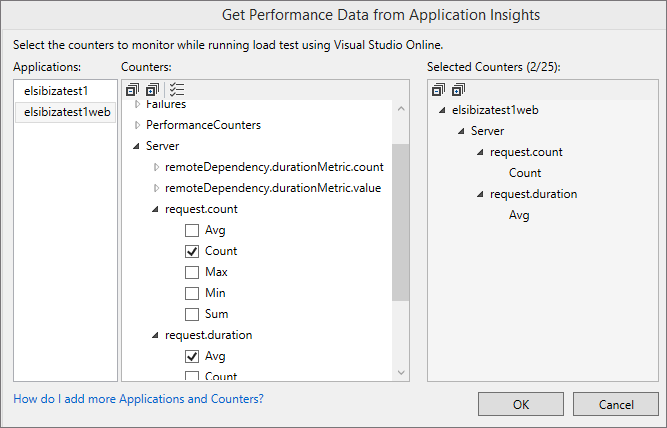 Get Performance Data from Application Insights
Select the counters to monitor while running load test using Visual Studio Online.
Applications:
elsibizatest1
elsibizatest1web
Counters:
Failures
PerformanceCounters
Server
remoteDependency.durationMetric.count
remoteDependency.durationMetric.value
request.count
Avg
Count
Max
Min
Sum
request.duration
Avg
Count
Selected Counters (2/25):
elsibizatest1web
Server
request.count
Count
request.duration
Avg
How do I add more Applications and Counters?
OK
Cancel